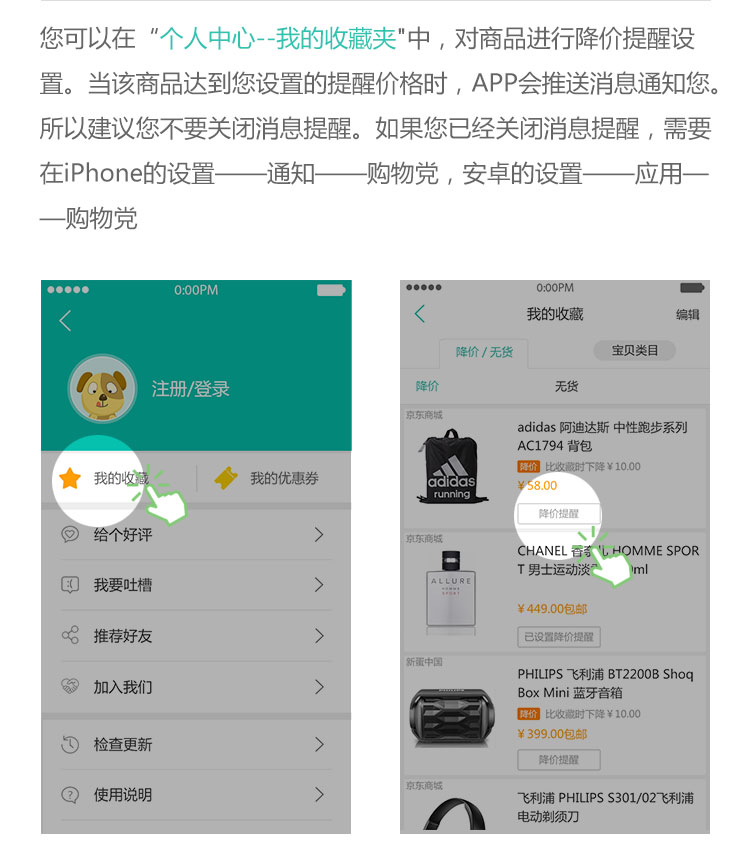 您可以在“个人中心--我的收藏夹"中，对商品进行降价提醒设
置。当该商品达到您设置的提醒价格时，APP会推送消息通知您。
所以建议您不要关闭消息提醒。如果您已经关闭消息提醒，需要
在iPhone的设置——通知——购物党，安卓的设置——应用—
—购物党
0:00PM
注册/登录
我的收藏
我的优惠券
给个好评
我要吐槽
推荐好友
加入我们
检查更新
使用说明
0:00PM
我的收藏
编辑
降价 / 无货
宝贝类目
降价
无货
京东商城
adidas
running
adidas 阿迪达斯 中性跑步系列
AC1794 背包
降价 比收藏时下降￥10.00
￥58.00
降价提醒
京东商城
ALLURE
HOMME
SPORT
CHANEL 香奈儿 HOMME SPOR
T 男士运动淡 ml
￥449.00包邮
已设置降价提醒
新蛋中国
PHILIPS 飞利浦 BT2200B Shoq
Box Mini 蓝牙音箱
降价 比收藏时下降￥10.00
￥399.00包邮
降价提醒
京东商城
飞利浦 PHILIPS S301/02飞利浦
电动剃须刀